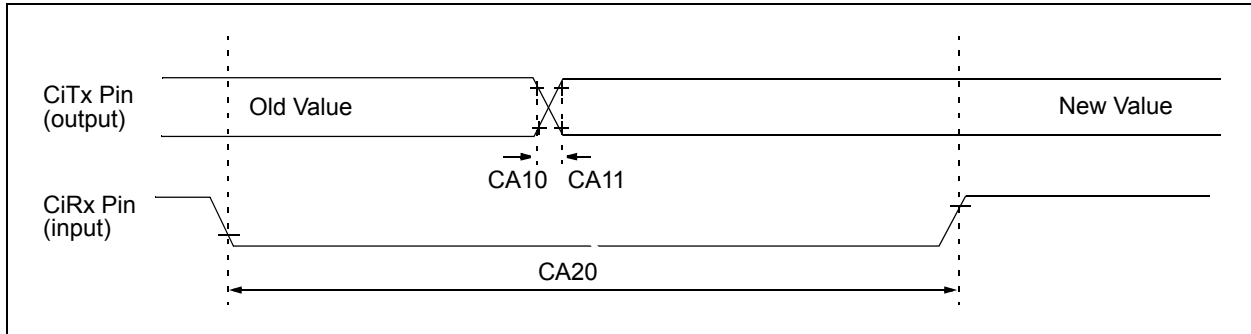 CiTx Pin
(output)
Old Value
New Value
CA10 CA11
CiRx Pin
(input)
CA20